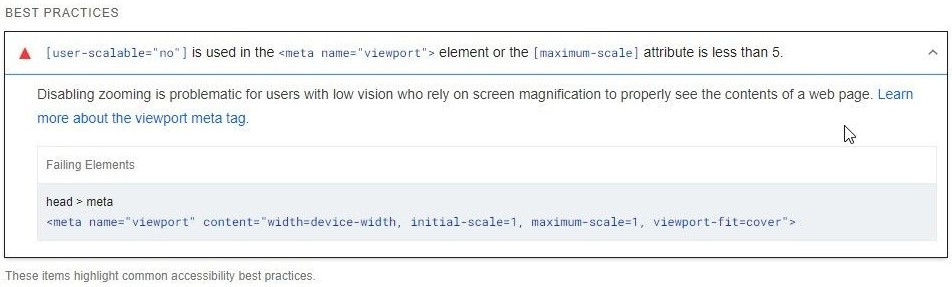 BEST PRACTICES
[user-scalable="no"] is used in the <meta name="viewport"> element or the [maximum-scale] attribute is less than 5.
Disabling zooming is problematic for users with low vision who rely on screen magnification to properly see the contents of a web page. Learn
more about the viewport meta tag.
Failing Elements
head > meta
<meta name="viewport" content="width=device-width, initial-scale=1, maximum-scale=1, viewport-fit=cover">
These items highlight common accessibility best practices.